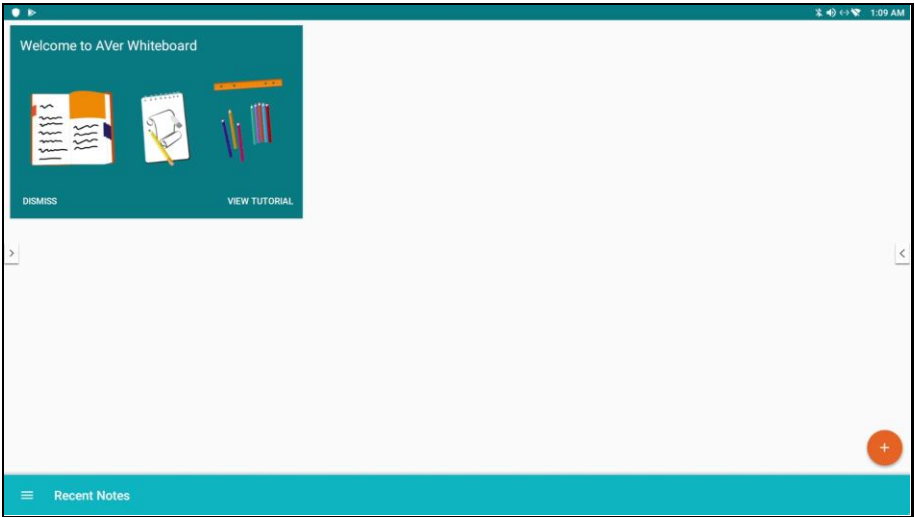 1:09 AM
Welcome to AVer Whiteboard
DISMISS VIEW TUTORIAL
Recent Notes